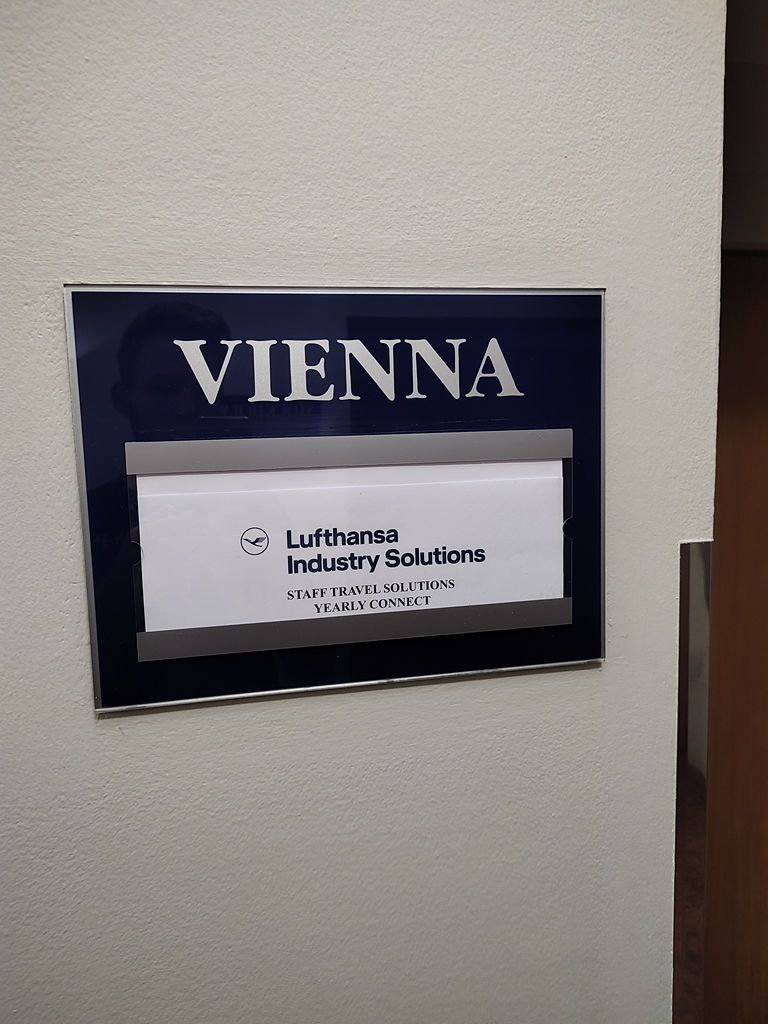 VIENNA
Lufthansa
Industry Solutions
STAFF TRAVEL SOLUTIONS
YEARLY CONNECT